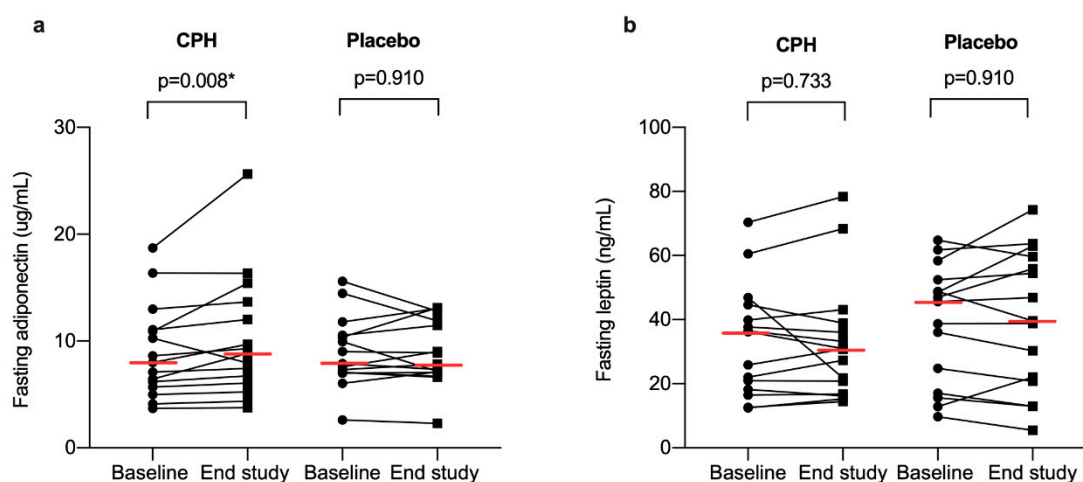 a
CPH Placebo
p=0.008* p=0.910
30
20
10
0
Fasting adiponectin (ug/mL)
Baseline End study Baseline End study
b
CPH Placebo
p=0.733 p=0.910
100
80
60
40
20
0
Fasting leptin (ng/mL)
Baseline End study Baseline End study